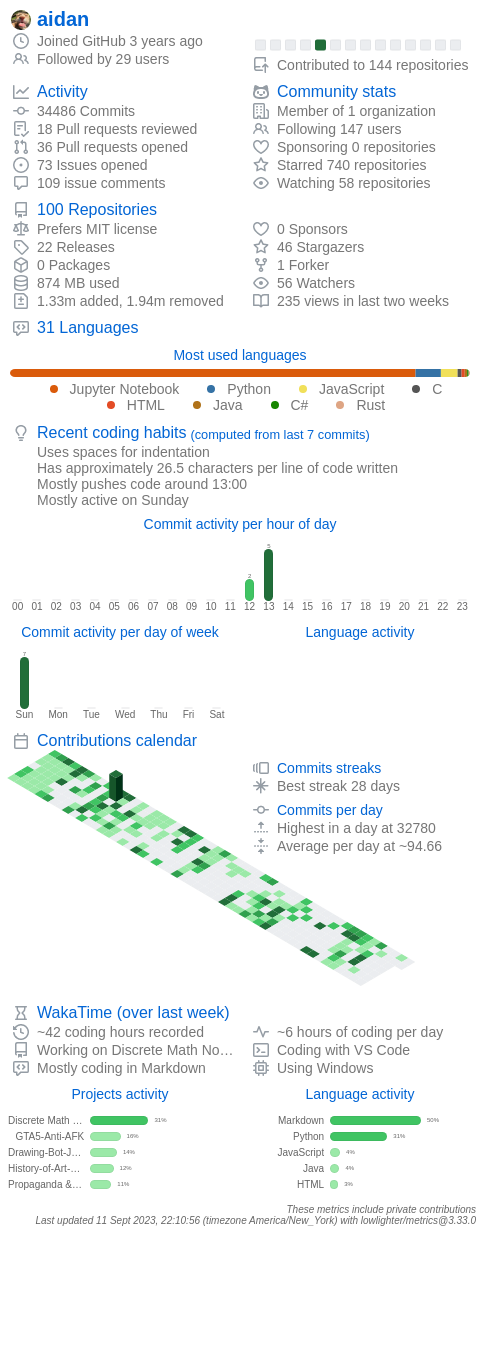 aidan
Joined GitHub 3 years ago
Followed by 29 users
Contributed to 144 repositories
Activity
34486 Commits
18 Pull requests reviewed
36 Pull requests opened
73 Issues opened
109 issue comments
Community stats
Member of 1 organization
Following 147 users
Sponsoring 0 repositories
Starred 740 repositories
Watching 58 repositories
100 Repositories
Prefers MIT license
22 Releases
0 Packages
874 MB used
1.33m added, 1.94m removed
0 Sponsors
46 Stargazers
1 Forker
56 Watchers
235 views in last two weeks
31 Languages
Most used languages
Jupyter Notebook Python JavaScript C
HTML Java C# Rust
Recent coding habits (computed from last 7 commits)
Uses spaces for indentation
Has approximately 26.5 characters per line of code written
Mostly pushes code around 13:00
Mostly active on Sunday
Commit activity per hour of day
2 5
00 01 02 03 04 05 06 07 08 09 10 11 12 13 14 15 16 17 18 19 20 21 22 23
Commit activity per day of week
7
Sun Mon Tue Wed Thu Fri Sat
Language activity
Contributions calendar
Commits streaks
Best streak 28 days
Commits per day
Highest in a day at 32780
Average per day at ~94.66
WakaTime (over last week)
~42 coding hours recorded
Working on Discrete Math No…
Mostly coding in Markdown
~6 hours of coding per day
Coding with VS Code
Using Windows
Projects activity
Discrete Math … 31%
GTA5-Anti-AFK 16%
Drawing-Bot-J… 14%
History-of-Art-… 12%
Propaganda &… 11%
Language activity
Markdown 50%
Python 31%
JavaScript 4%
Java 4%
HTML 3%
These metrics include private contributions
Last updated 11 Sept 2023, 22:10:56 (timezone America/New_York) with lowlighter/metrics@3.33.0